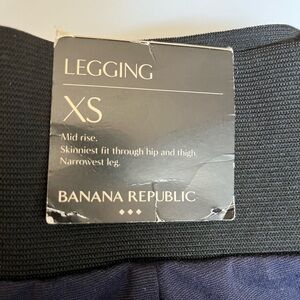 LEGGING
XS
Mid rise.
Skinniest fit through hip and thigh.
Narrowest leg.
BANANA REPUBLIC